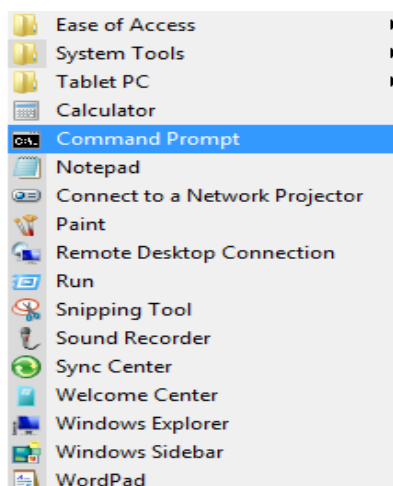 Ease of Access
System Tools
Tablet PC
Calculator
Command Prompt
Notepad
Connect to a Network Projector
Paint
Remote Desktop Connection
Run
Snipping Tool
Sound Recorder
Sync Center
Welcome Center
Windows Explorer
Windows Sidebar
WordPad